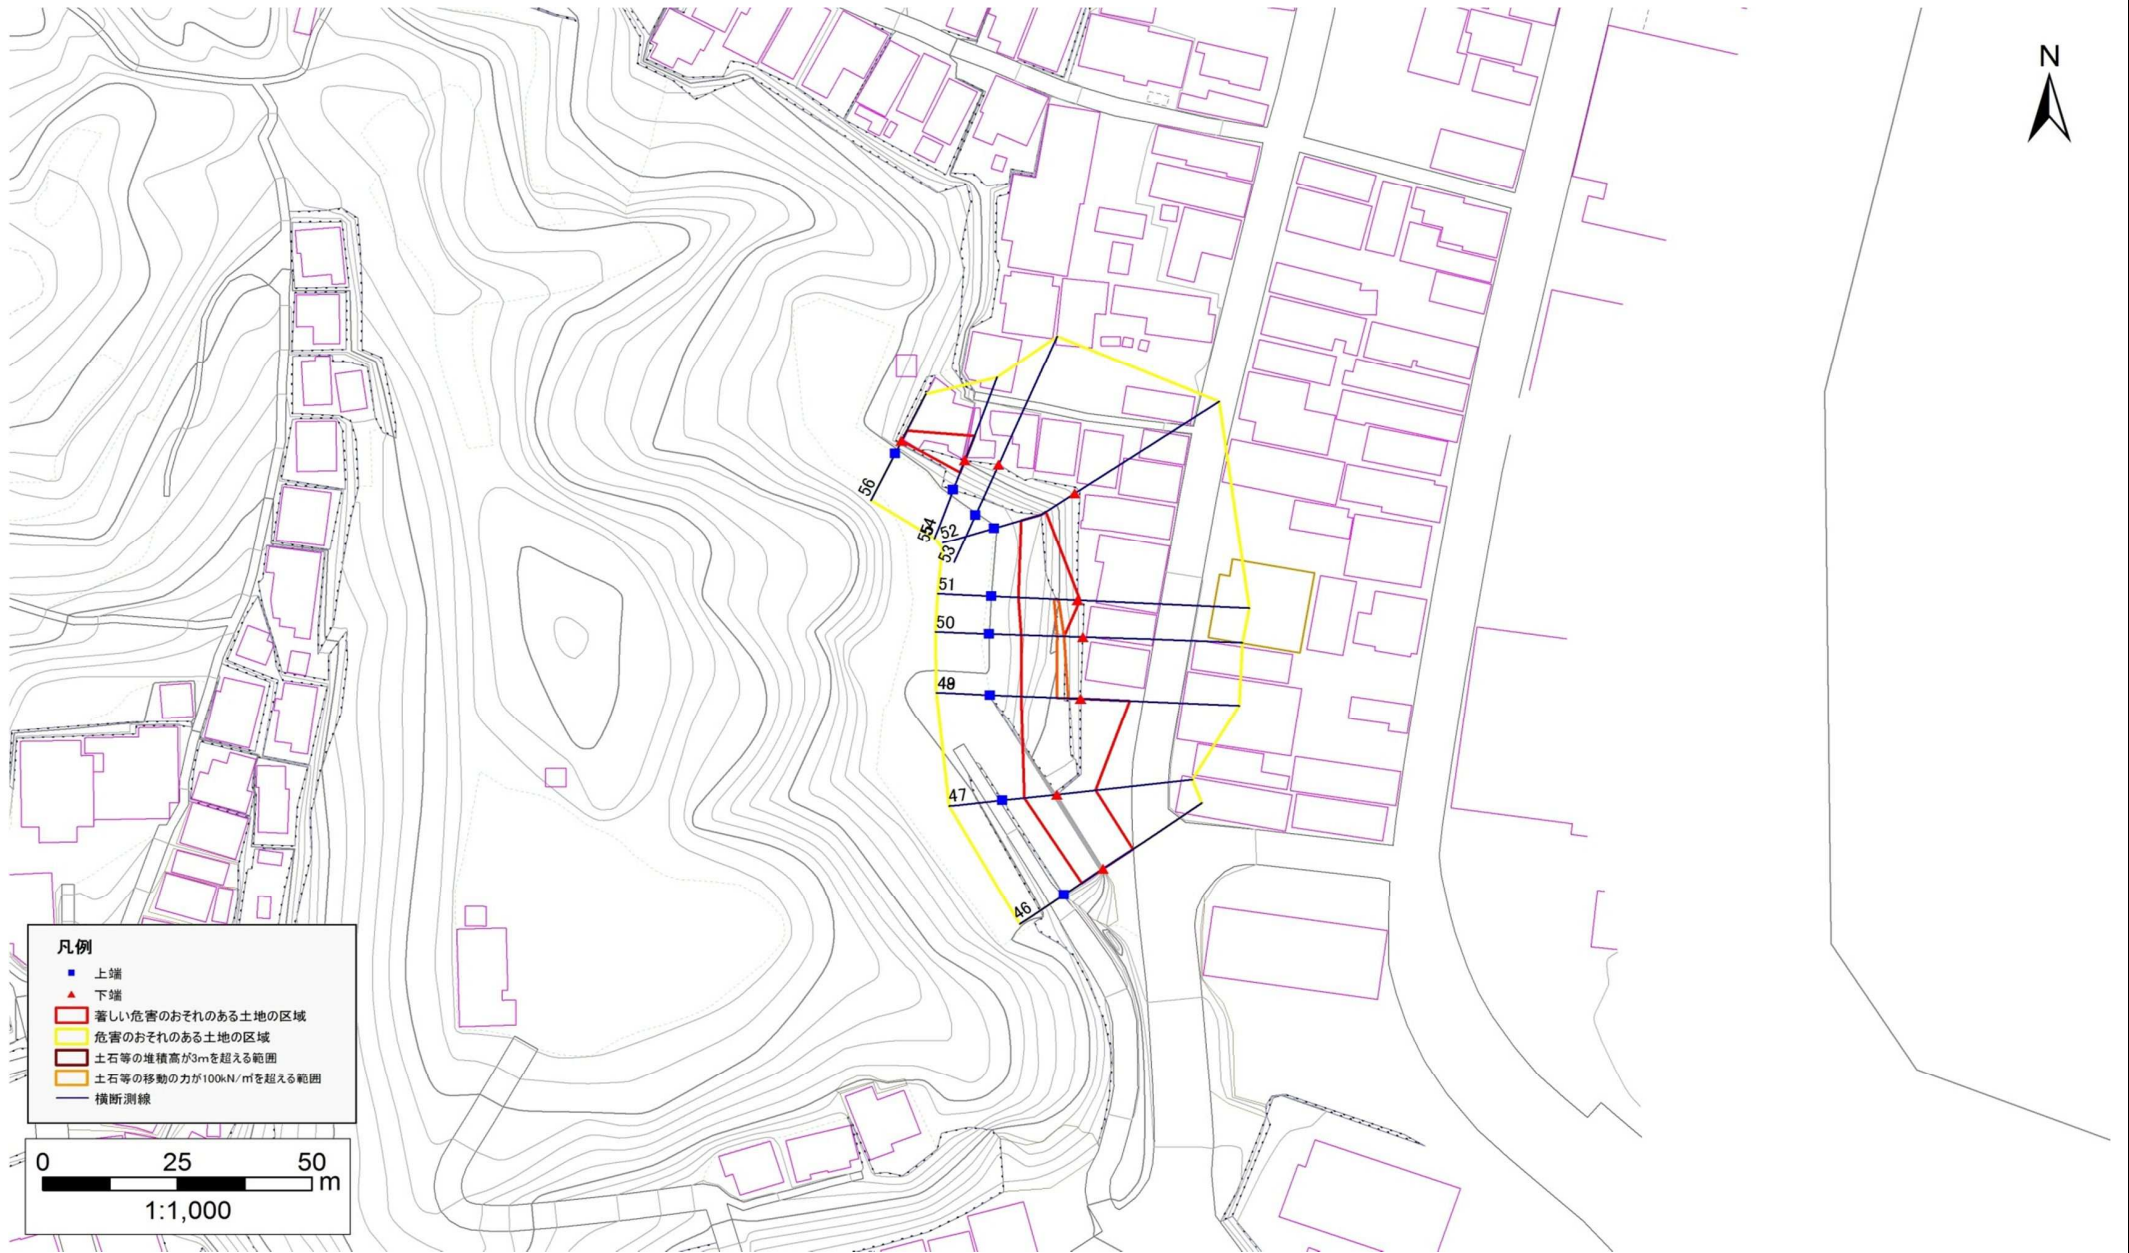 N
56
54
52
53
51
50
49
47
46
凡例
上端
下端
著しい危害のおそれのある土地の区域
危害のおそれのある土地の区域
土石等の堆積高が3mを超える範囲
土石等の移動の力が100kN/㎡を超える範囲
横断測線
0 25 50 m
1:1,000